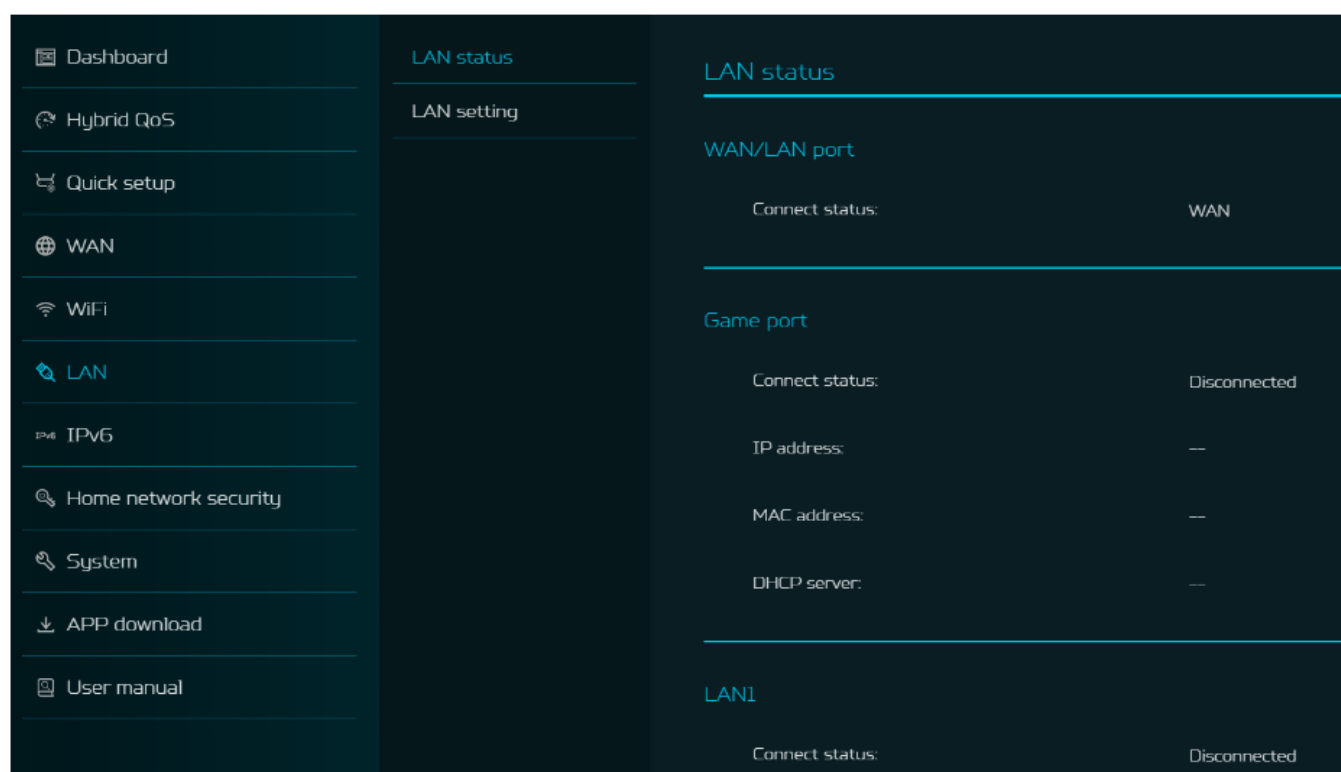 Dashboard
Hybrid QoS
Quick setup
WAN
WiFi
LAN
IPv6 IPv6
Home network security
System
APP download
User manual
LAN status
LAN setting
LAN status
WAN/LAN port
Connect status: WAN
Game port
Connect status: Disconnected
IP address: --
MAC address: --
DHCP server: --
LAN1
Connect status: Disconnected